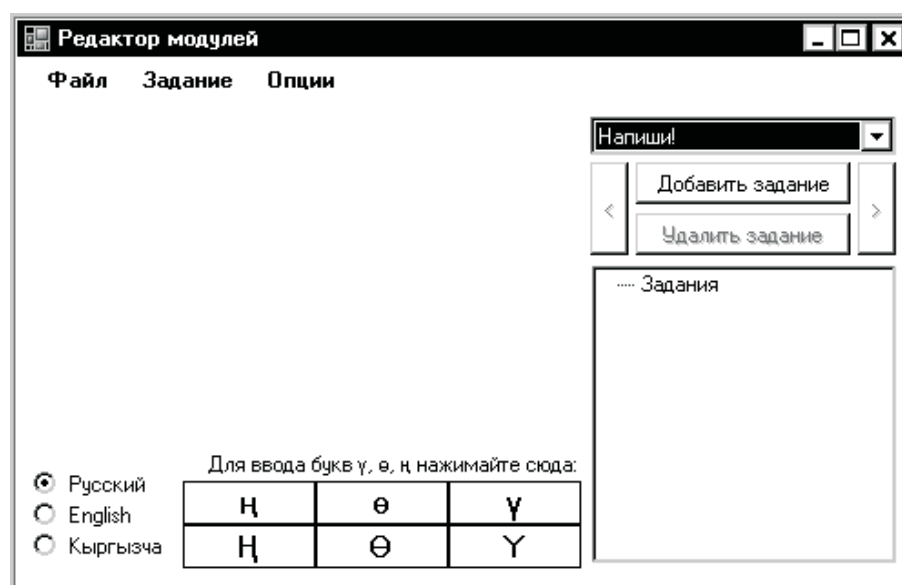 Редактор модулей
Файл Задание Опции
Напиши!
< Добавить задание >
Удалить задание
Задания
Для ввода букв ү, ө, ң нажимайте сюда:
Русский
English
Кыргызча
ң ө ү
Ң Ө Ү